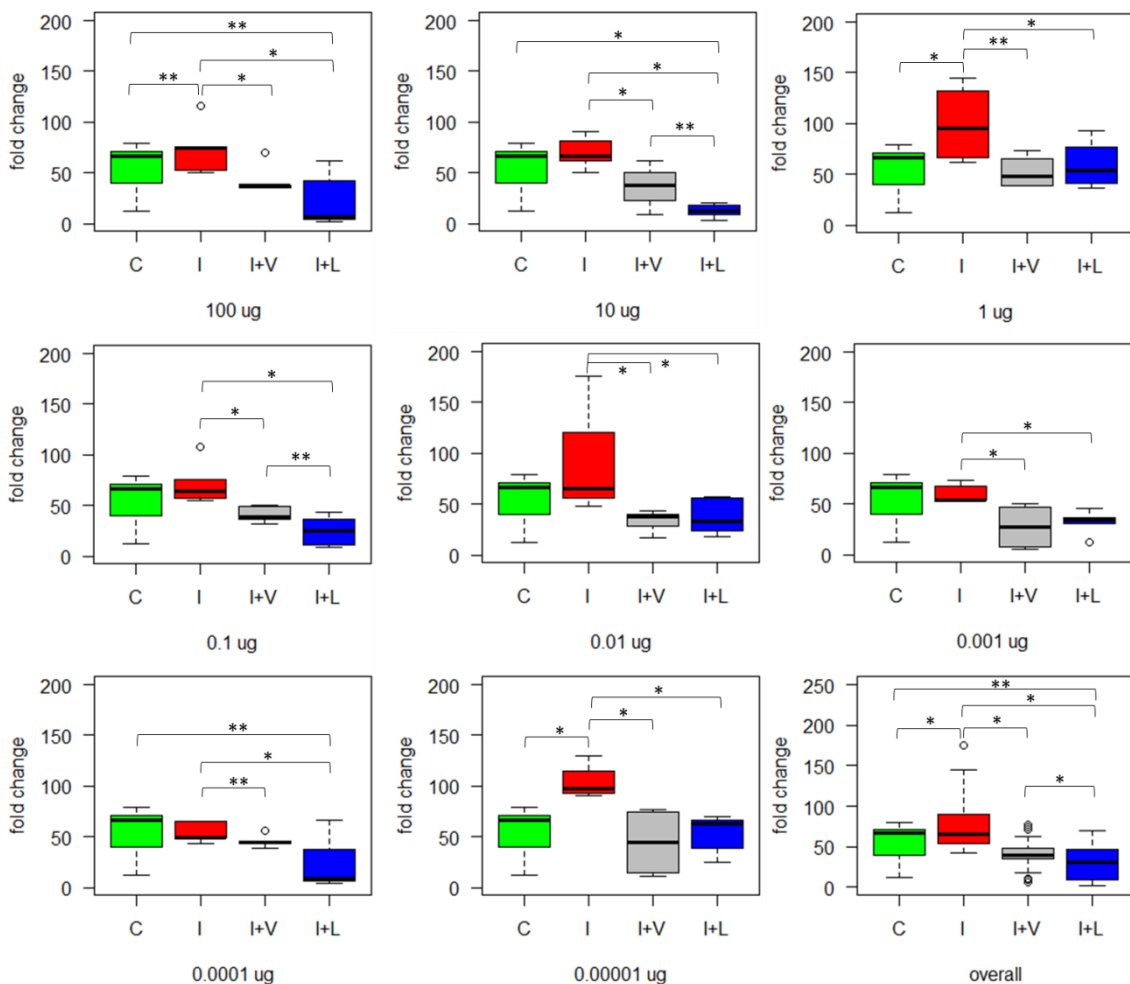 fold change
200
150
100
50
0
**
*
**
*
C I I+V I+L
100 ug
fold change
200
150
100
50
0
*
*
*
**
C I I+V I+L
10 ug
fold change
200
150
100
50
0
*
*
**
C I I+V I+L
1 ug
fold change
200
150
100
50
0
*
*
**
C I I+V I+L
0.1 ug
fold change
200
150
100
50
0
* *
C I I+V I+L
0.01 ug
fold change
200
150
100
50
0
*
*
C I I+V I+L
0.001 ug
fold change
200
150
100
50
0
**
*
**
C I I+V I+L
0.0001 ug
fold change
200
150
100
50
0
*
*
*
C I I+V I+L
0.00001 ug
fold change
250
200
150
100
50
0
**
*
* *
*
C I I+V I+L
overall